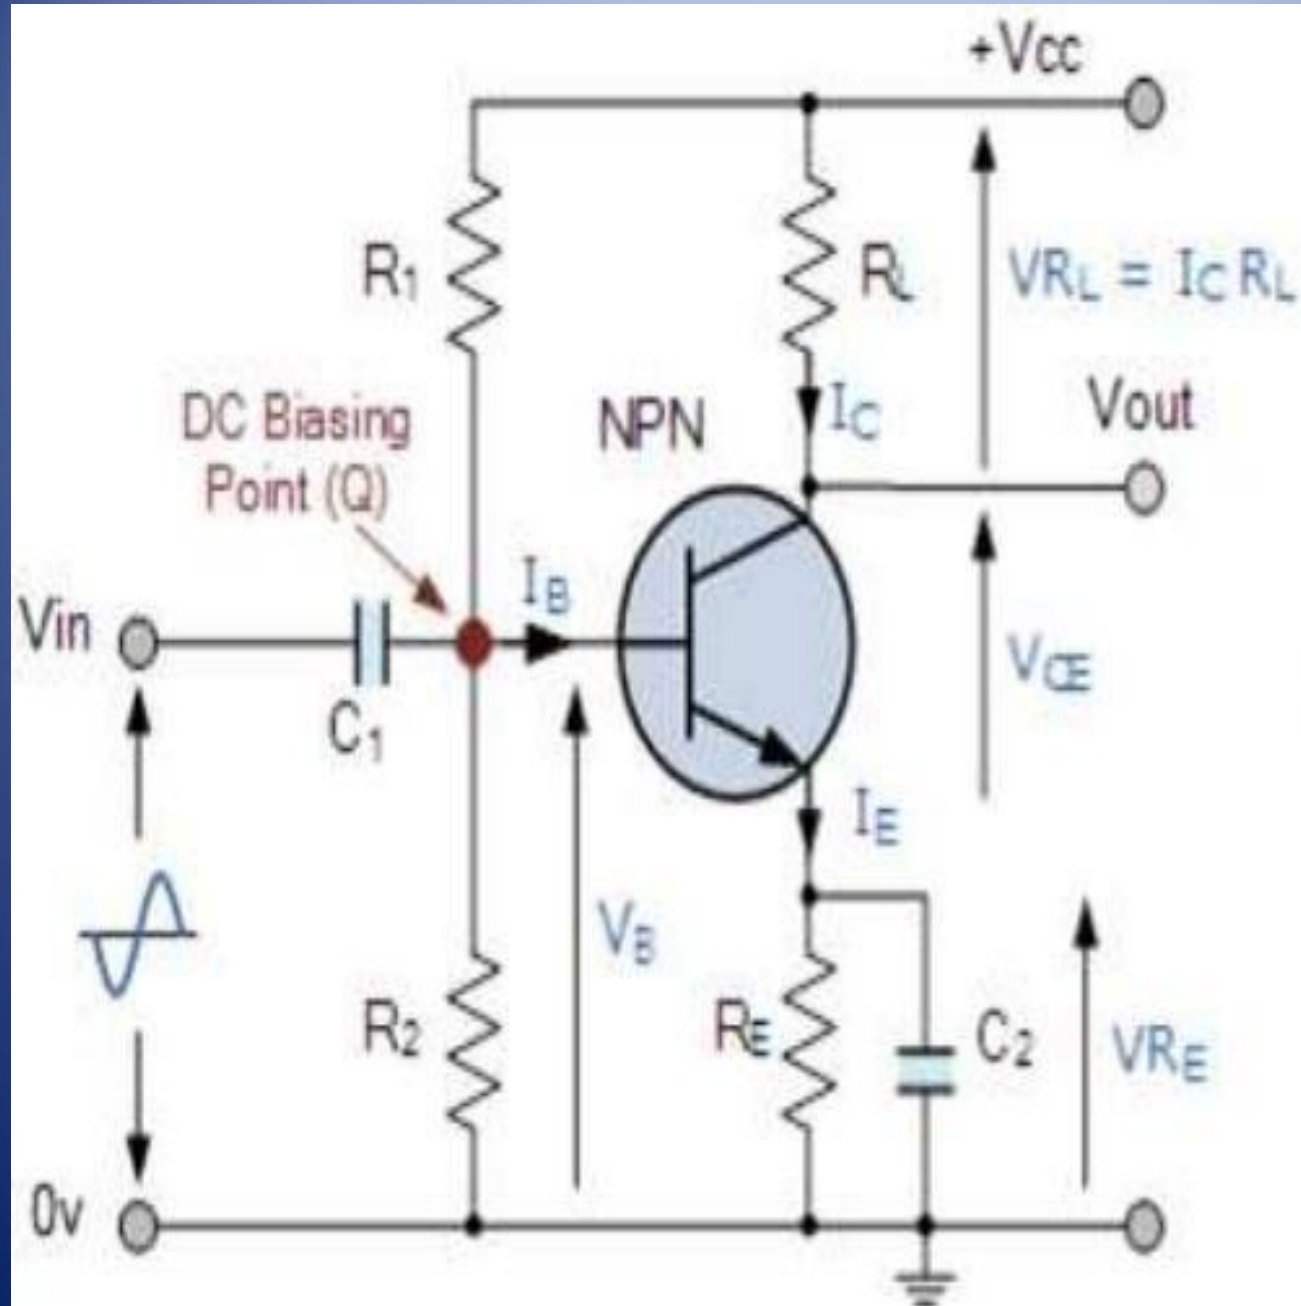 +Vcc
R1
RL
VRL = IC RL
DC Biasing
Point (Q)
NPN
IC
Vout
Vin
IB
C1
VCE
IE
VB
R2
RE
C2
VRE
0v